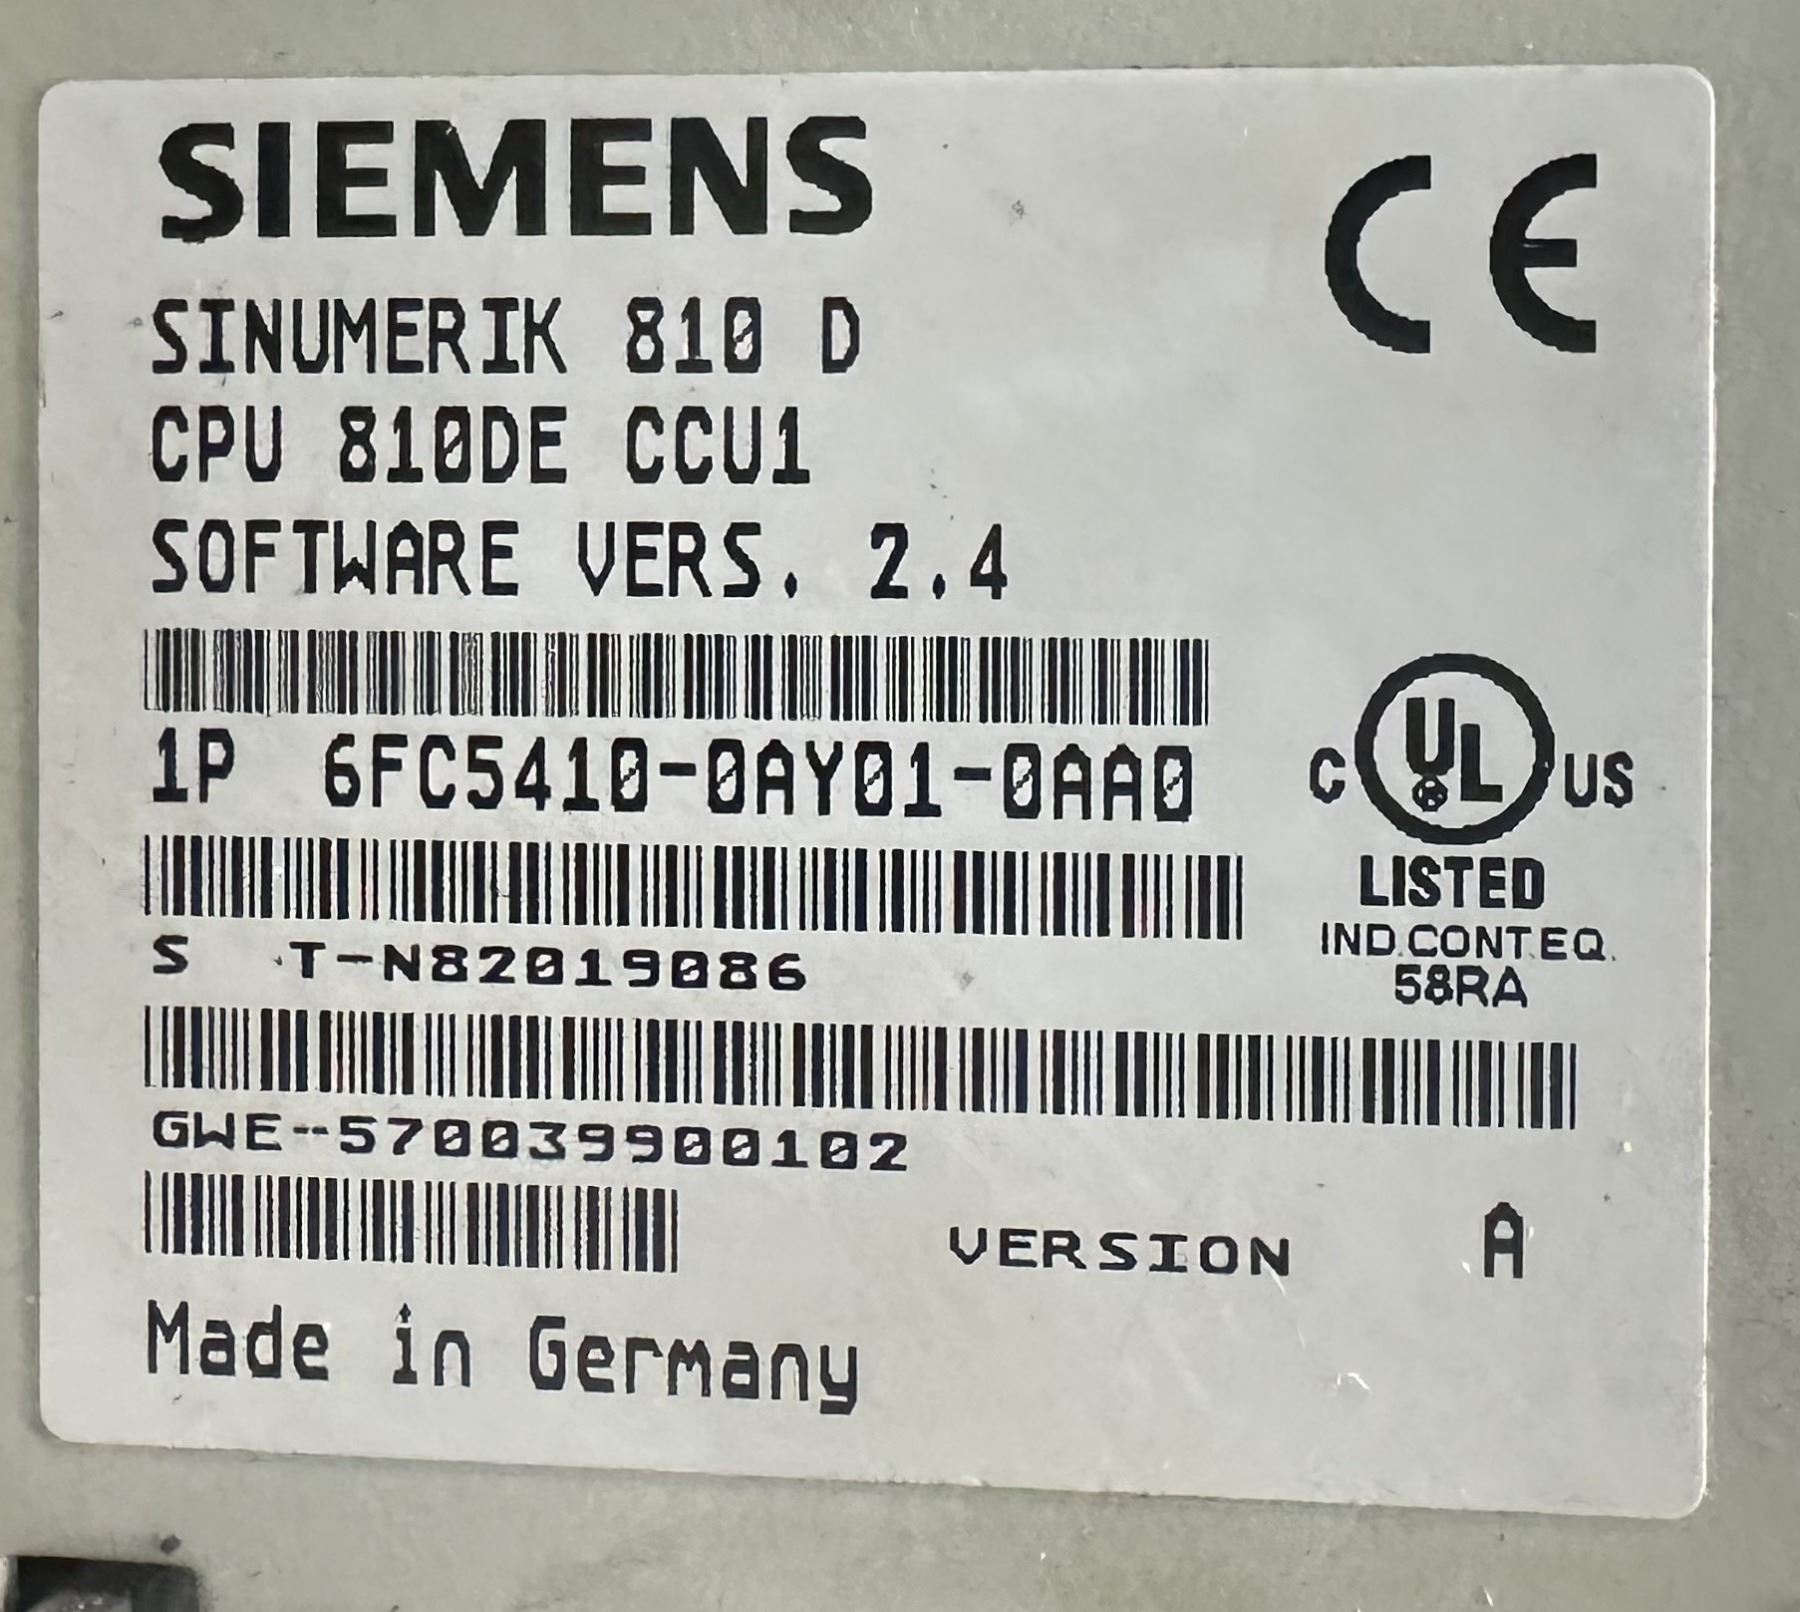 SIEMENS
CE
SINUMERIK 810 D
CPU 810DE CCU1
SOFTWARE VERS. 2.4
1P 6FC5410-0AY01-0AA0
C UL US
LISTED
IND.CONT.EQ.
58RA
S T-N82019086
GWE--570039900102
VERSION A
Made in Germany